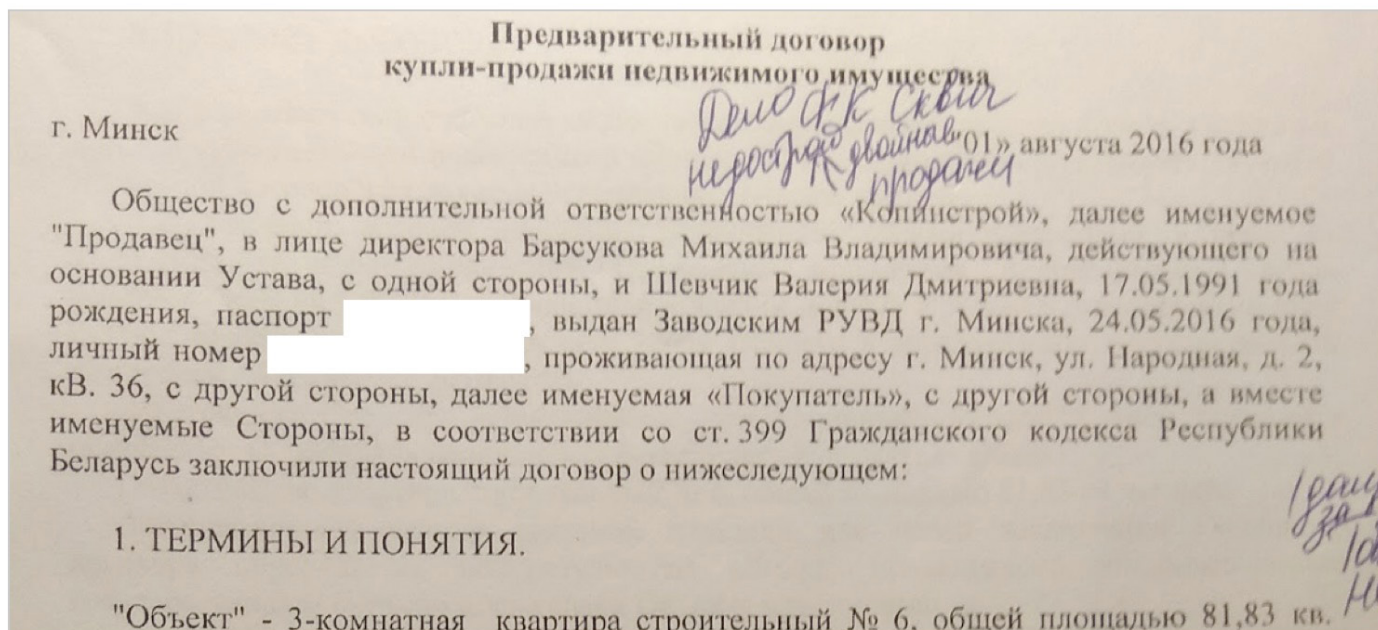 Предварительный договор
купли-продажи недвижимого имущества
Дело ФК Сквич
г. Минск
недострой двойная "01» августа 2016 года
продажи
Общество с дополнительной ответственностью «Копинстрой», далее именуемое
"Продавец", в лице директора Барсукова Михаила Владимировича, действующего на
основании Устава, с одной стороны, и Шевчик Валерия Дмитриевна, 17.05.1991 года
рождения, паспорт , выдан Заводским РУВД г. Минска, 24.05.2016 года,
личный номер , проживающая по адресу г. Минск, ул. Народная, д. 2,
кВ. 36, с другой стороны, далее именуемая «Покупатель», с другой стороны, а вместе
именуемые Стороны, в соответствии со ст. 399 Гражданского кодекса Республики
Беларусь заключили настоящий договор о нижеследующем:
1. ТЕРМИНЫ И ПОНЯТИЯ.
за
"Объект" - 3-комнатная квартира строительный № 6, общей площадью 81,83 кв.